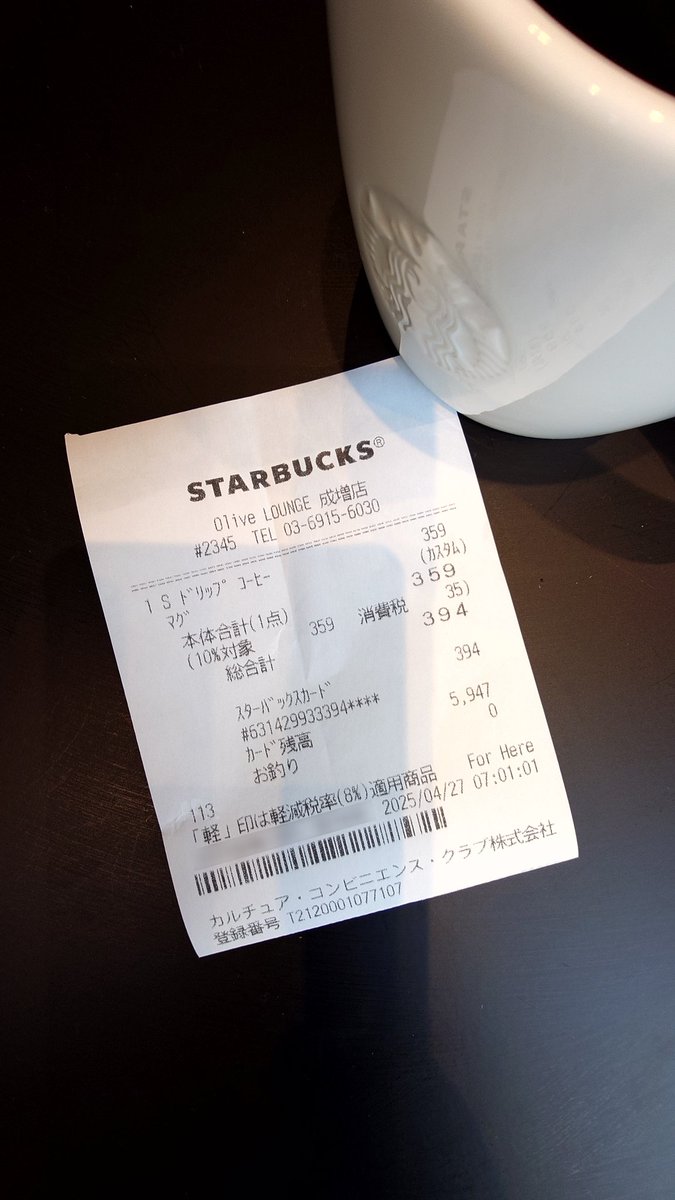 STARBUCKS®
Olive LOUNGE 成増店
#2345 TEL 03-6915-6030
1 S ドリップ コーヒー 359
マグ (カスタム)
本体合計(1点) 359
(10%対象 359 消費税 35)
総合計 394
スターバックスカード 394
#631429933394****
カード残高 5,947
お釣り 0
113 For Here
「軽」印は軽減税率(8%)適用商品
2025/04/27 07:01:01
カルチュア・コンビニエンス・クラブ株式会社
登録番号 T2120001077107